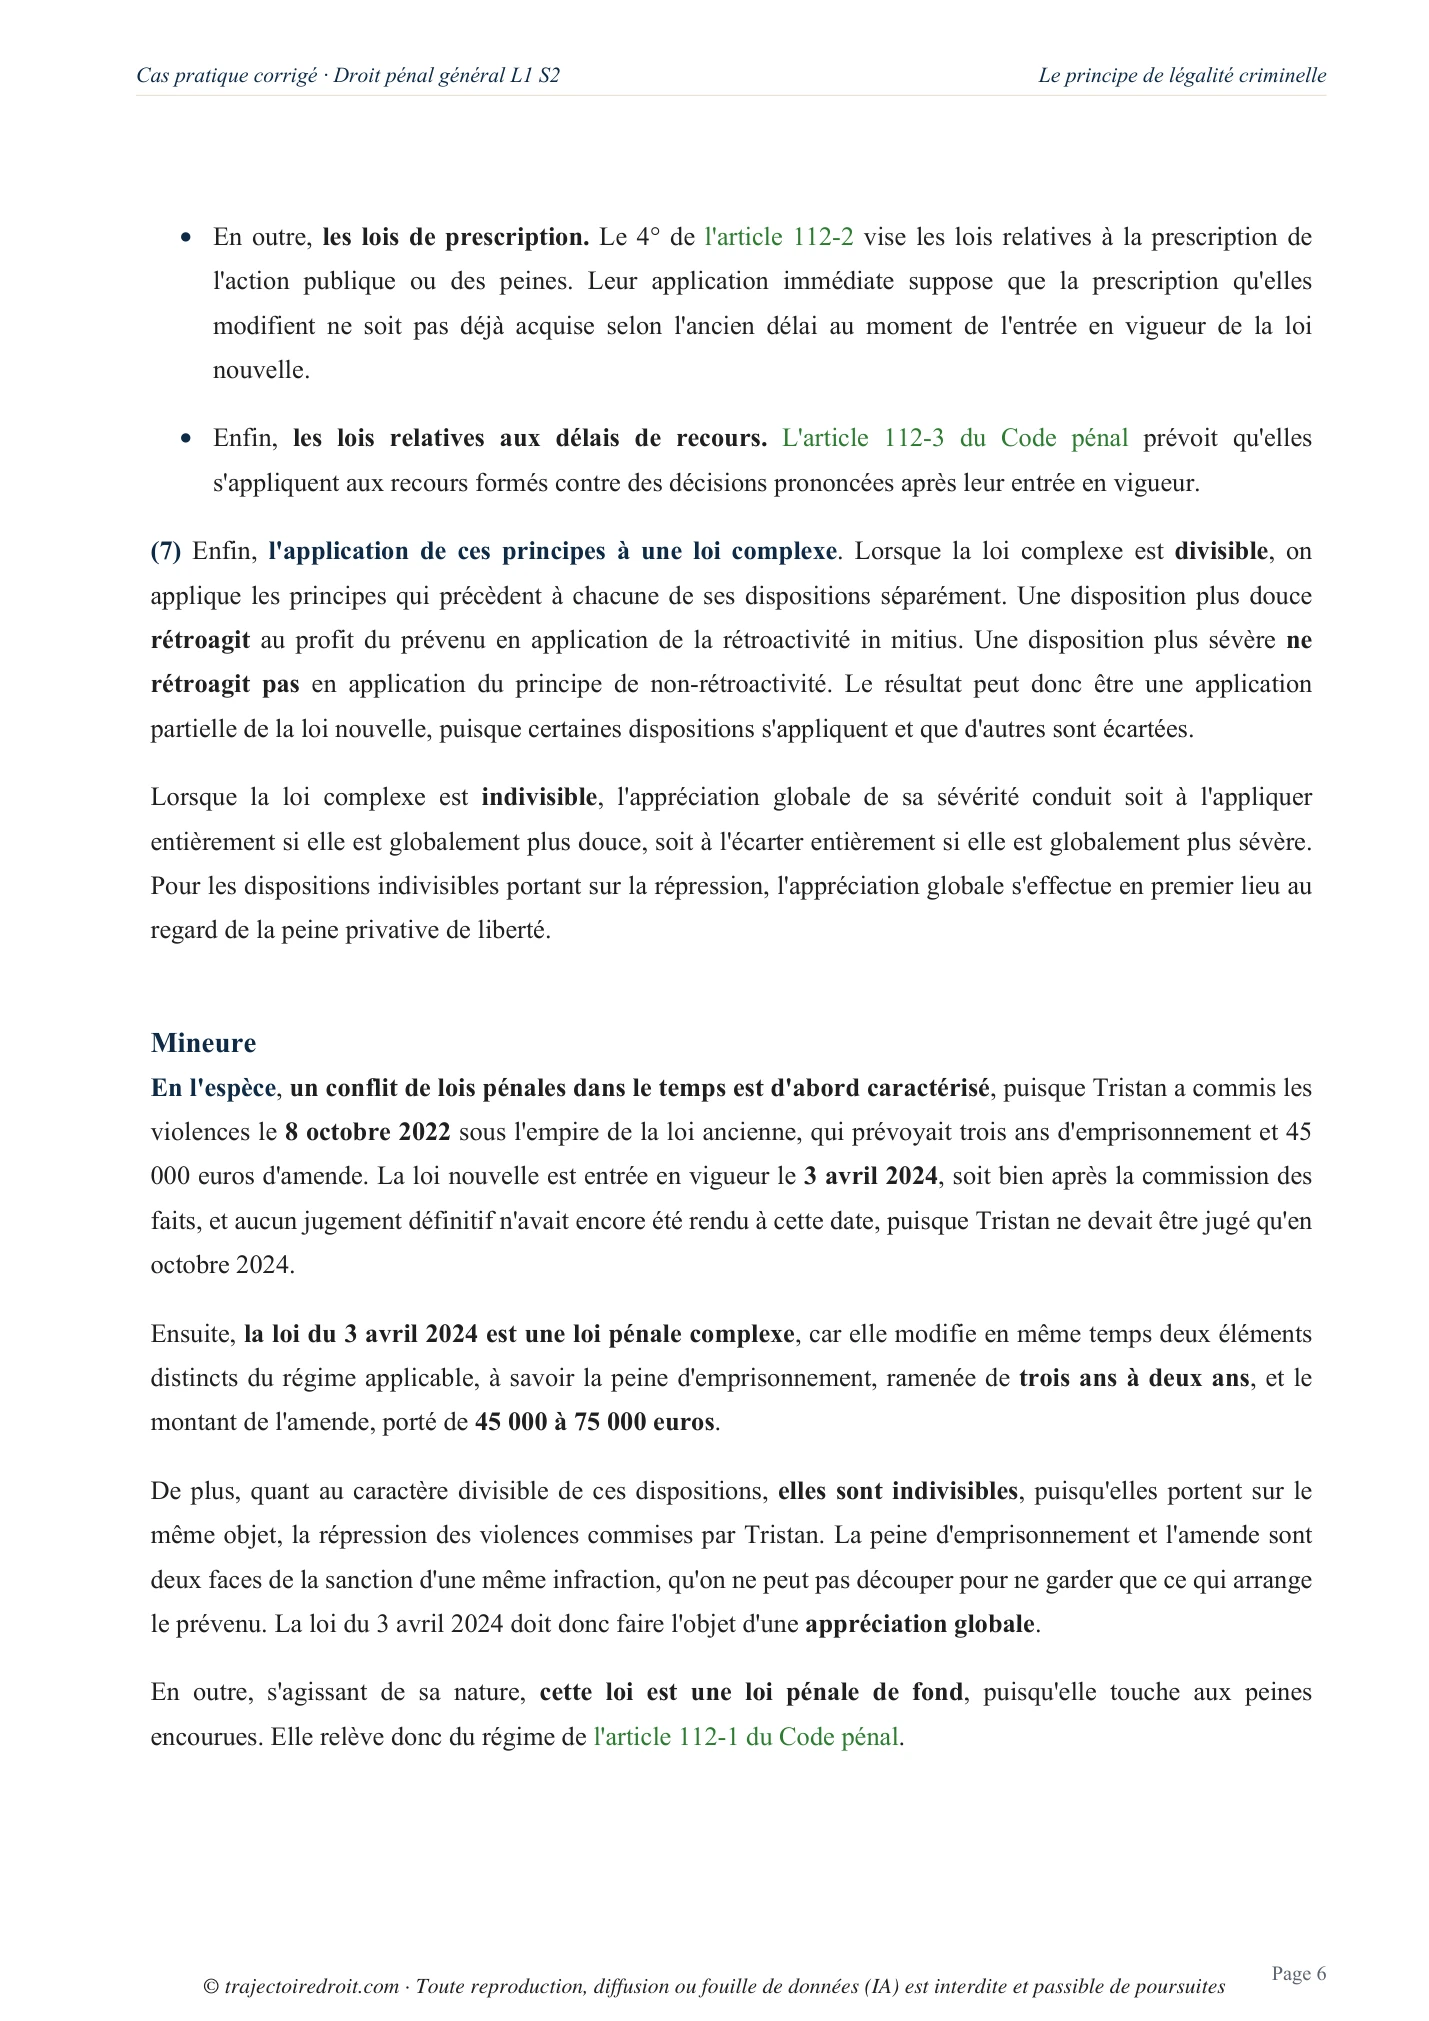 Cas pratique corrigé · Droit pénal général L1 S2
Le principe de légalité criminelle
• En outre, les lois de prescription. Le 4° de l'article 112-2 vise les lois relatives à la prescription de
l'action publique ou des peines. Leur application immédiate suppose que la prescription qu'elles
modifient ne soit pas déjà acquise selon l'ancien délai au moment de l'entrée en vigueur de la loi
nouvelle.
• Enfin, les lois relatives aux délais de recours. L'article 112-3 du Code pénal prévoit qu'elles
s'appliquent aux recours formés contre des décisions prononcées après leur entrée en vigueur.
(7) Enfin, l'application de ces principes à une loi complexe. Lorsque la loi complexe est divisible, on
applique les principes qui précèdent à chacune de ses dispositions séparément. Une disposition plus douce
rétroagit au profit du prévenu en application de la rétroactivité in mitius. Une disposition plus sévère ne
rétroagit pas en application du principe de non-rétroactivité. Le résultat peut donc être une application
partielle de la loi nouvelle, puisque certaines dispositions s'appliquent et que d'autres sont écartées.
Lorsque la loi complexe est indivisible, l'appréciation globale de sa sévérité conduit soit à l'appliquer
entièrement si elle est globalement plus douce, soit à l'écarter entièrement si elle est globalement plus sévère.
Pour les dispositions indivisibles portant sur la répression, l'appréciation globale s'effectue en premier lieu au
regard de la peine privative de liberté.
Mineure
En l'espèce, un conflit de lois pénales dans le temps est d'abord caractérisé, puisque Tristan a commis les
violences le 8 octobre 2022 sous l'empire de la loi ancienne, qui prévoyait trois ans d'emprisonnement et 45
000 euros d'amende. La loi nouvelle est entrée en vigueur le 3 avril 2024, soit bien après la commission des
faits, et aucun jugement définitif n'avait encore été rendu à cette date, puisque Tristan ne devait être jugé qu'en
octobre 2024.
Ensuite, la loi du 3 avril 2024 est une loi pénale complexe, car elle modifie en même temps deux éléments
distincts du régime applicable, à savoir la peine d'emprisonnement, ramenée de trois ans à deux ans, et le
montant de l'amende, porté de 45 000 à 75 000 euros.
De plus, quant au caractère divisible de ces dispositions, elles sont indivisibles, puisqu'elles portent sur le
même objet, la répression des violences commises par Tristan. La peine d'emprisonnement et l'amende sont
deux faces de la sanction d'une même infraction, qu'on ne peut pas découper pour ne garder que ce qui arrange
le prévenu. La loi du 3 avril 2024 doit donc faire l'objet d'une appréciation globale.
En outre, s'agissant de sa nature, cette loi est une loi pénale de fond, puisqu'elle touche aux peines
encourues. Elle relève donc du régime de l'article 112-1 du Code pénal.
© trajectoiredroit.com · Toute reproduction, diffusion ou fouille de données (IA) est interdite et passible de poursuites
Page 6